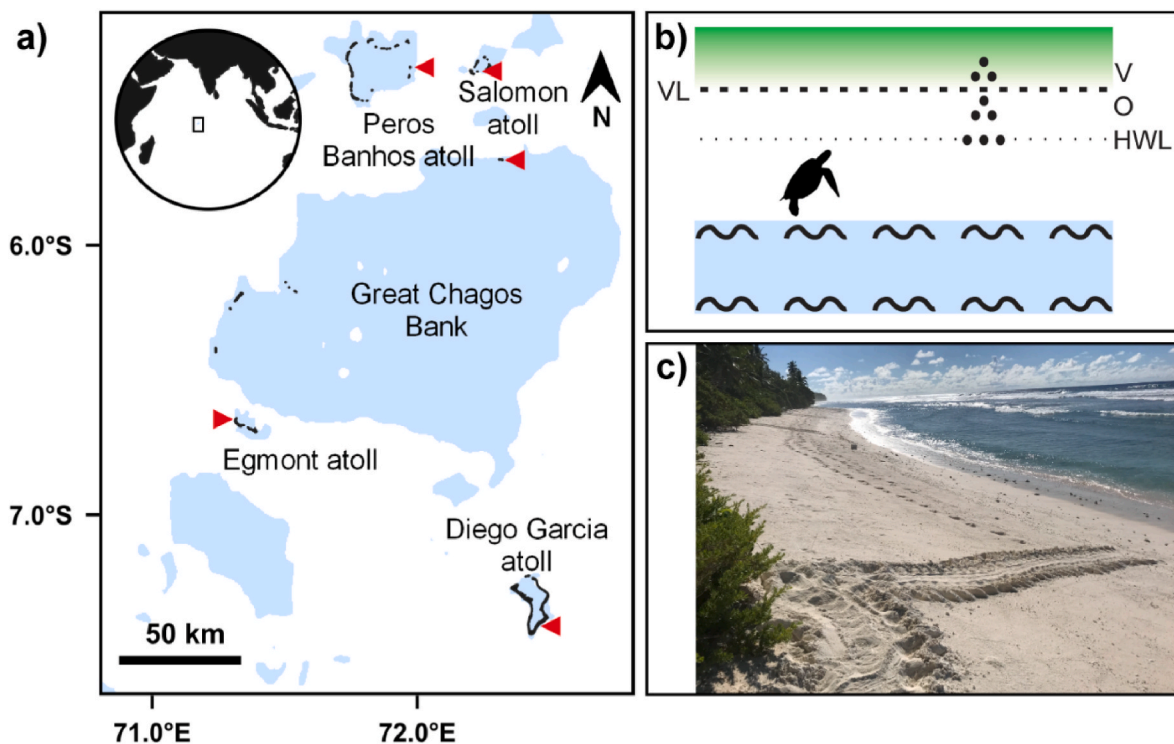 a)
Peros
Banhos atoll
Salomon
atoll
N
6.0°S
Great Chagos
Bank
Egmont atoll
7.0°S
Diego Garcia
atoll
50 km
71.0°E
72.0°E
b)
VL
V
O
HWL
c)